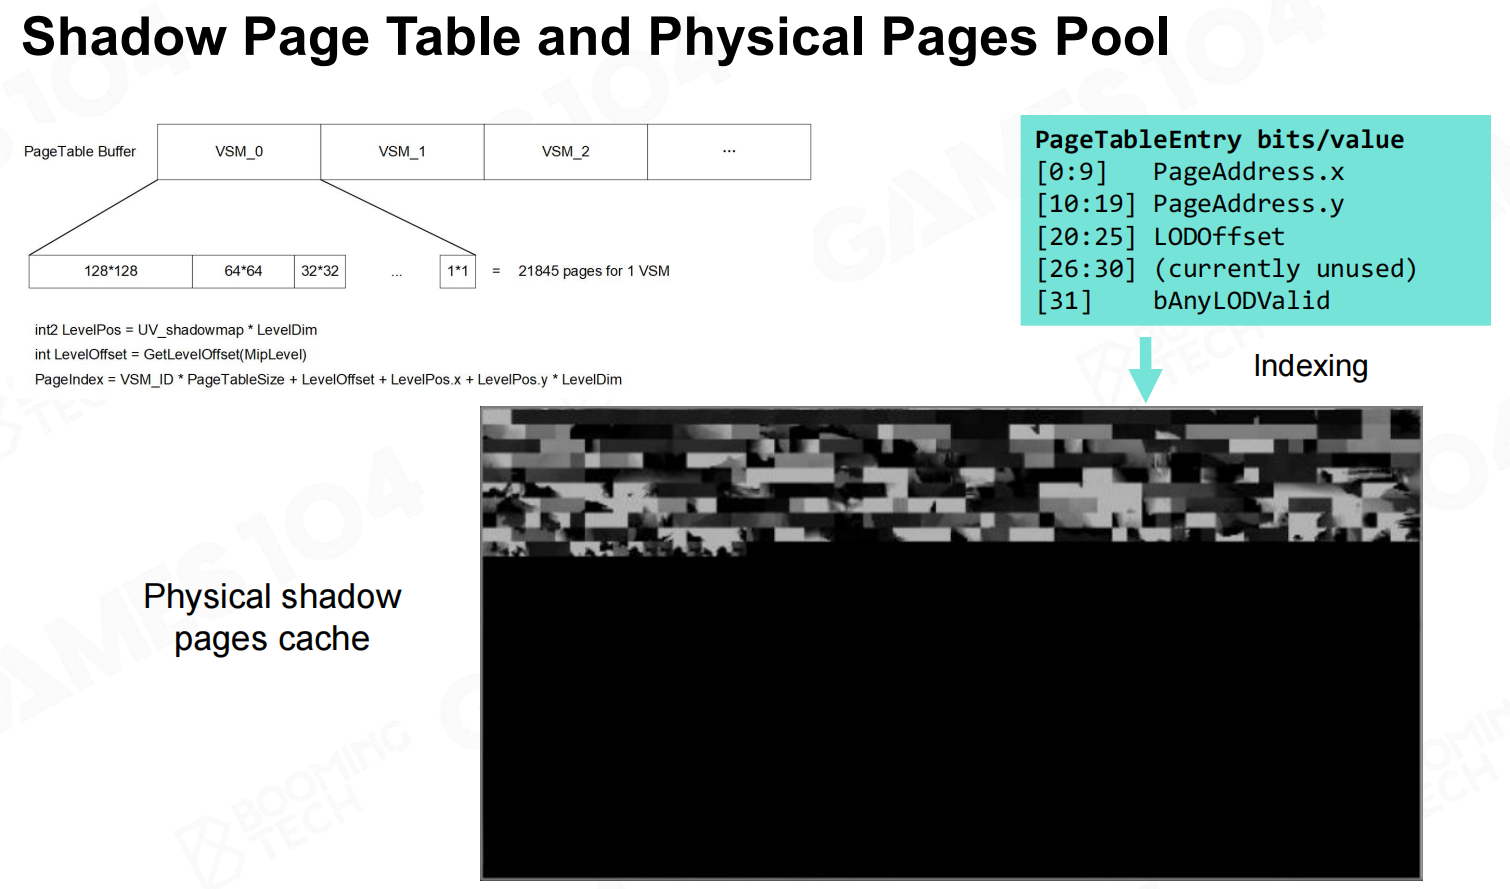 Shadow Page Table and Physical Pages Pool
PageTable Buffer
VSM_0
VSM_1
VSM_2
...
128*128
64*64
32*32
...
1*1
=
21845 pages for 1 VSM
int2 LevelPos = UV_shadowmap * LevelDim
int LevelOffset = GetLevelOffset(MipLevel)
PageIndex = VSM_ID * PageTableSize + LevelOffset + LevelPos.x + LevelPos.y * LevelDim
PageTableEntry bits/value
[0:9] PageAddress.x
[10:19] PageAddress.y
[20:25] LODOffset
[26:30] (currently unused)
[31] bAnyLODValid
Indexing
Physical shadow
pages cache
GAMES104
BOOMING
TECH